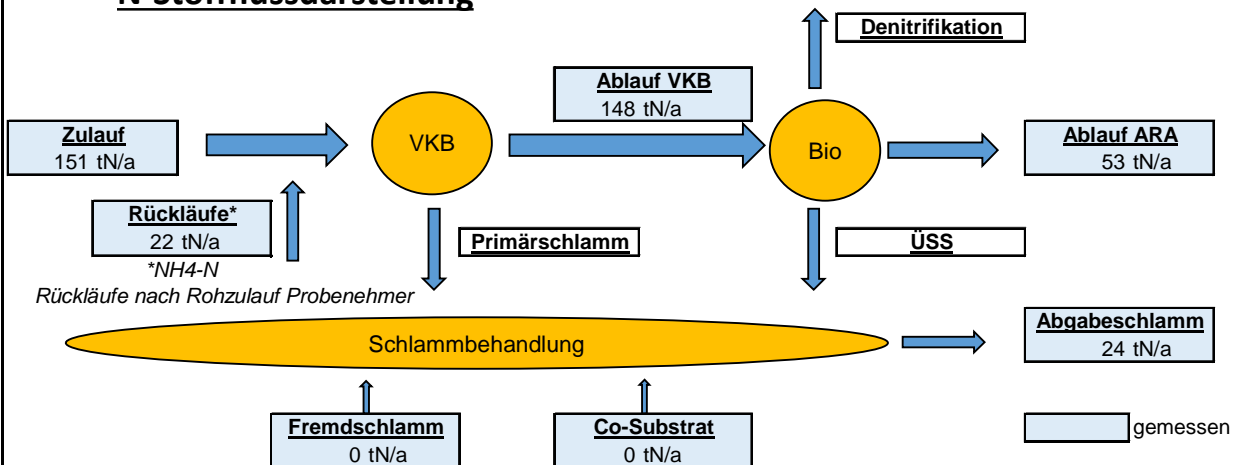 N-Stoffflussdarstellung
Denitrifikation
Ablauf VKB
148 tN/a
Zulauf
151 tN/a
VKB
Bio
Ablauf ARA
53 tN/a
Rückläufe*
22 tN/a
*NH4-N
Rückläufe nach Rohzulauf Probenehmer
Primärschlamm
ÜSS
Schlammbehandlung
Abgabeschlamm
24 tN/a
Fremdschlamm
0 tN/a
Co-Substrat
0 tN/a
gemessen